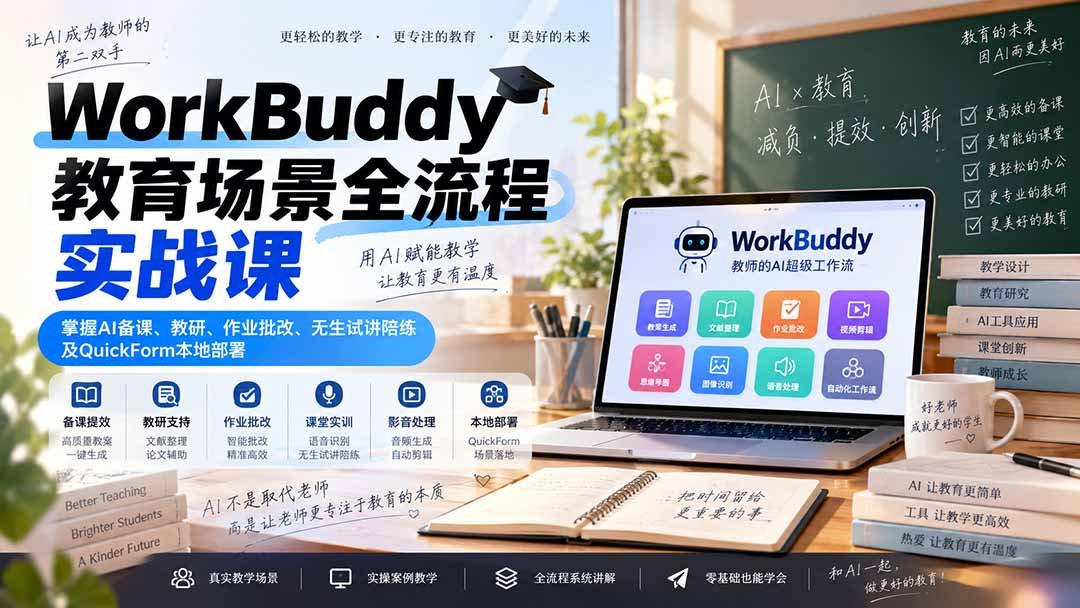 让AI成为教师的
第二双手
更轻松的教学 · 更专注的教育 · 更美好的未来
WorkBuddy
教育场景全流程
实战课
用AI赋能教学
让教育更有温度
掌握AI备课、教研、作业批改、无生试讲陪练
及QuickForm本地部署
备课提效
高质量教案
一键生成
教研支持
文献整理
论文辅助
作业批改
智能批改
精准高效
课堂实训
语音识别
无生试讲陪练
影音处理
音频生成
自动剪辑
本地部署
QuickForm
场景落地
Better Teaching
Brighter Students
A Kinder Future
AI不是取代老师
而是让老师更专注于教育的本质
AI × 教育
减负·提效·创新
教育的未来
因AI而更美好
更高效的备课
更智能的课堂
更轻松的办公
更专业的教研
更美好的教育
WorkBuddy
教师的AI超级工作流
教案生成
文献整理
作业批改
视频剪辑
思维导图
图像识别
语音处理
自动化工作流
教学设计
教育研究
AI工具应用
课堂创新
教师成长
好老师
成就更好的学生
把时间留给
更重要的事
AI 让教育更简单
工具 让教学更高效
热爱 让教育更有温度
真实教学场景
实操案例教学
全流程系统讲解
零基础也能学会
和AI一起，
做更好的教育！